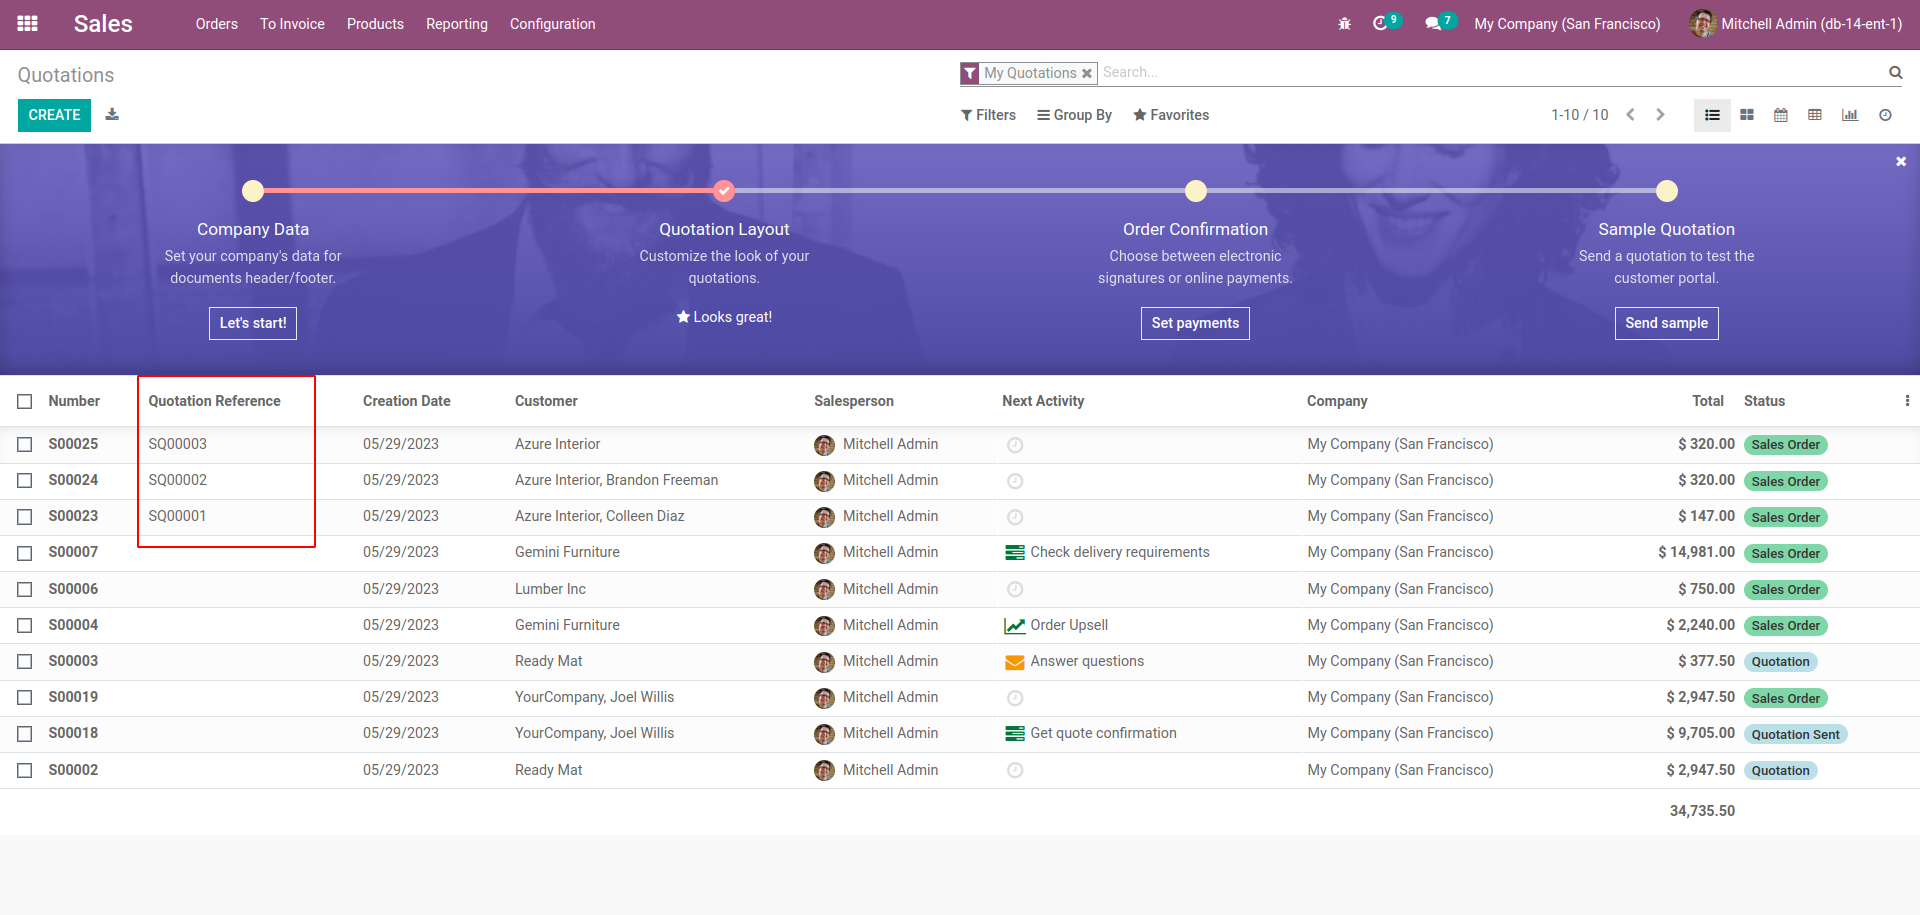 Sales Orders To Invoice Products Reporting Configuration 9 7 My Company (San Francisco) Mitchell Admin (db-14-ent-1)
Quotations My Quotations Search...
CREATE Filters Group By Favorites 1-10 / 10
Company Data Quotation Layout Order Confirmation Sample Quotation
Set your company's data for Customize the look of your Choose between electronic Send a quotation to test the
documents header/footer. quotations. signatures or online payments. customer portal.
Let's start! Looks great! Set payments Send sample
Number Quotation Reference Creation Date Customer Salesperson Next Activity Company Total Status
S00025 SQ00003 05/29/2023 Azure Interior Mitchell Admin My Company (San Francisco) $ 320.00 Sales Order
S00024 SQ00002 05/29/2023 Azure Interior, Brandon Freeman Mitchell Admin My Company (San Francisco) $ 320.00 Sales Order
S00023 SQ00001 05/29/2023 Azure Interior, Colleen Diaz Mitchell Admin My Company (San Francisco) $ 147.00 Sales Order
S00007 05/29/2023 Gemini Furniture Mitchell Admin Check delivery requirements My Company (San Francisco) $ 14,981.00 Sales Order
S00006 05/29/2023 Lumber Inc Mitchell Admin My Company (San Francisco) $ 750.00 Sales Order
S00004 05/29/2023 Gemini Furniture Mitchell Admin Order Upsell My Company (San Francisco) $ 2,240.00 Sales Order
S00003 05/29/2023 Ready Mat Mitchell Admin Answer questions My Company (San Francisco) $ 377.50 Quotation
S00019 05/29/2023 YourCompany, Joel Willis Mitchell Admin My Company (San Francisco) $ 2,947.50 Sales Order
S00018 05/29/2023 YourCompany, Joel Willis Mitchell Admin Get quote confirmation My Company (San Francisco) $ 9,705.00 Quotation Sent
S00002 05/29/2023 Ready Mat Mitchell Admin My Company (San Francisco) $ 2,947.50 Quotation
34,735.50